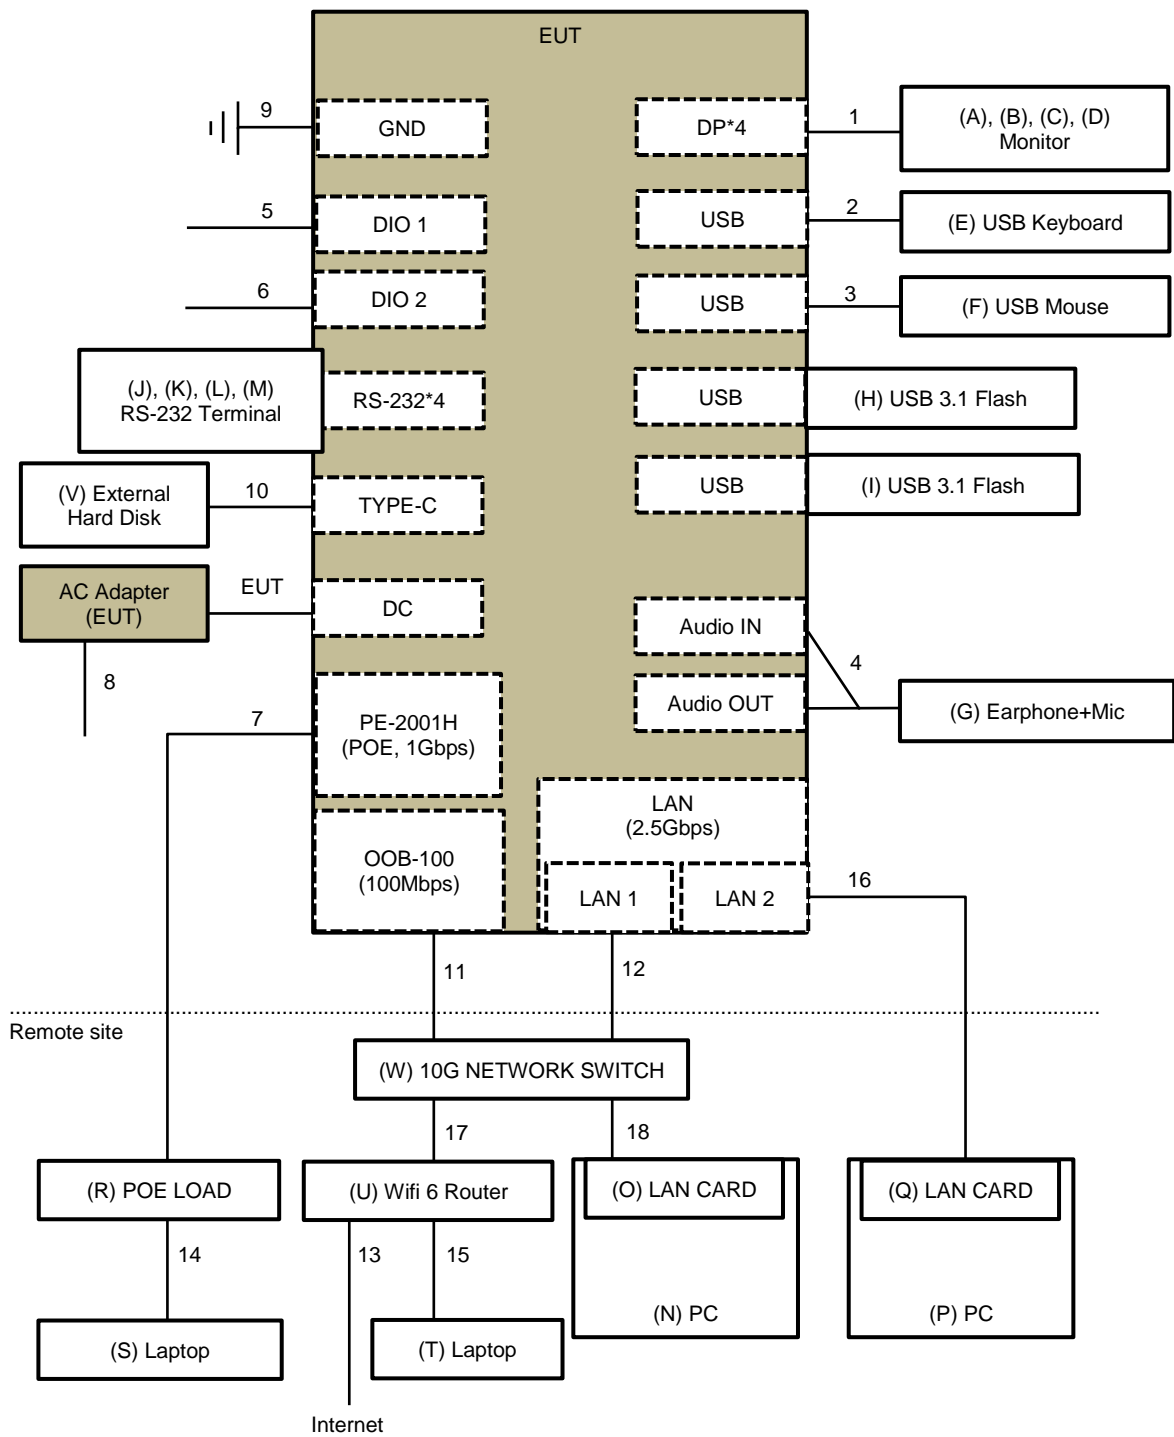 EUT
9
GND
DP*4
1
(A), (B), (C), (D)
Monitor
5
DIO 1
USB
2
(E) USB Keyboard
6
DIO 2
USB
3
(F) USB Mouse
(J), (K), (L), (M)
RS-232 Terminal
RS-232*4
USB
(H) USB 3.1 Flash
(V) External
Hard Disk
10
TYPE-C
USB
(I) USB 3.1 Flash
AC Adapter
(EUT)
EUT
DC
Audio IN
4
8
7
PE-2001H
(POE, 1Gbps)
Audio OUT
(G) Earphone+Mic
LAN
(2.5Gbps)
OOB-100
(100Mbps)
LAN 1
LAN 2
16
11
12
Remote site
(W) 10G NETWORK SWITCH
17
18
(R) POE LOAD
(U) Wifi 6 Router
(O) LAN CARD
(Q) LAN CARD
14
13
15
(N) PC
(P) PC
(S) Laptop
(T) Laptop
Internet